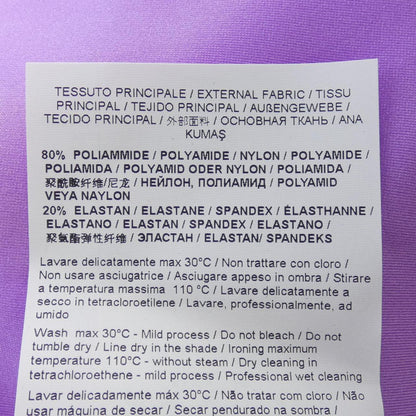 TESSUTO PRINCIPALE / EXTERNAL FABRIC / TISSU
PRINCIPAL / TEJIDO PRINCIPAL / AUßENGEWEBE /
TECIDO PRINCIPAL / 外部面料 / ОСНОВНАЯ ТКАНЬ / ANA
KUMAŞ
80% POLIAMMIDE / POLYAMIDE / NYLON / POLYAMIDE /
POLIAMIDA / POLYAMID ODER NYLON / POLIAMIDA /
聚酰胺纤维/尼龙 / НЕЙЛОН, ПОЛИАМИД / POLYAMID
VEYA NAYLON
20% ELASTAN / ELASTANE / SPANDEX / ÉLASTHANNE /
ELASTANO / ELASTAN / SPANDEX / ELASTANO /
聚氨酯弹性纤维 / ЭЛАСТАН / ELASTAN/ SPANDEKS
Lavare delicatamente max 30°C / Non trattare con cloro /
Non usare asciugatrice / Asciugare appeso in ombra / Stirare
a temperatura massima 110 °C / Lavare delicatamente a
secco in tetracloroetilene / Lavare, professionalmente, ad
umido
Wash max 30°C - Mild process / Do not bleach / Do not
tumble dry / Line dry in the shade / Ironing maximum
temperature 110°C - without steam / Dry cleaning in
tetrachloroethene - mild process / Professional wet cleaning
Lavar delicadamente máx 30°C / Não tratar com cloro /
Não usar máquina de secar / Secar pendurado na sombra /